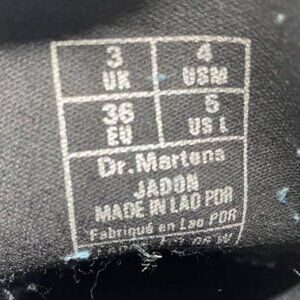 3 4
UK USM
36 5
EU US L
Dr.Martens
JADON
MADE IN LAO PDR
Fabriqué en Lao PDR